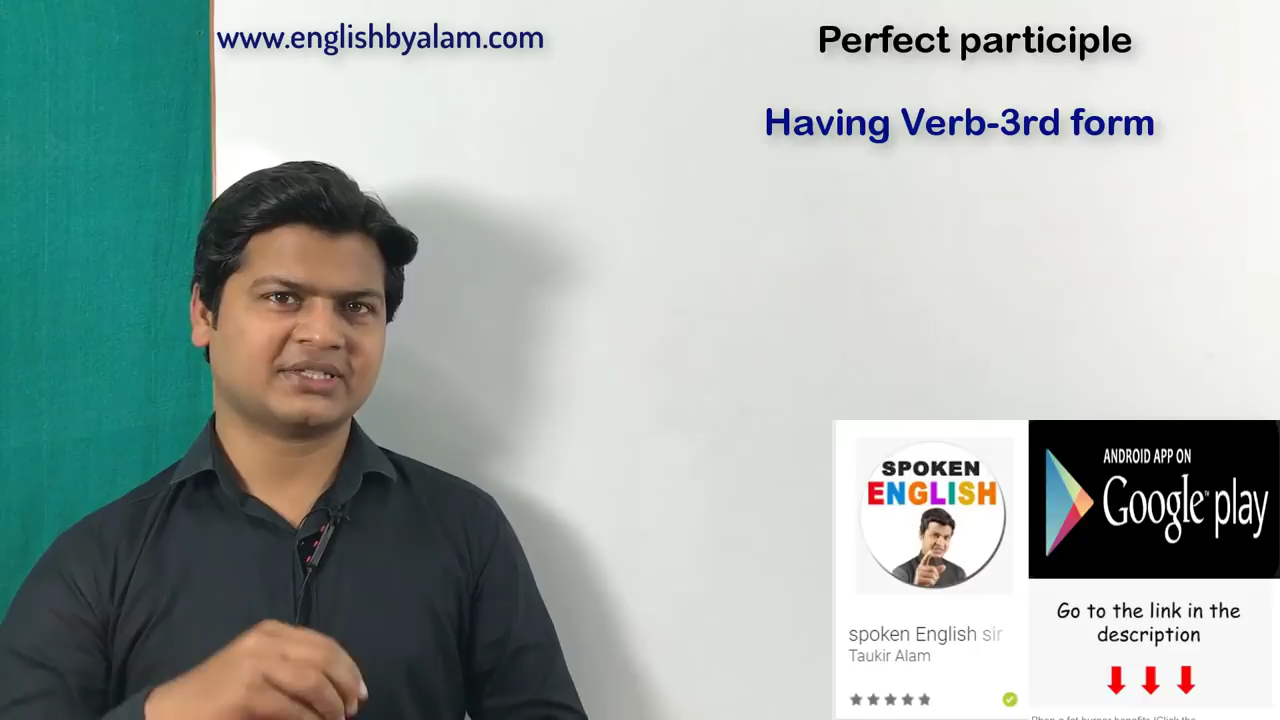 www.englishbyalam.com
Perfect participle
Having Verb-3rd form
SPOKEN
ENGLISH
spoken English sir
Taukir Alam
ANDROID APP ON
Google play
Go to the link in the
description